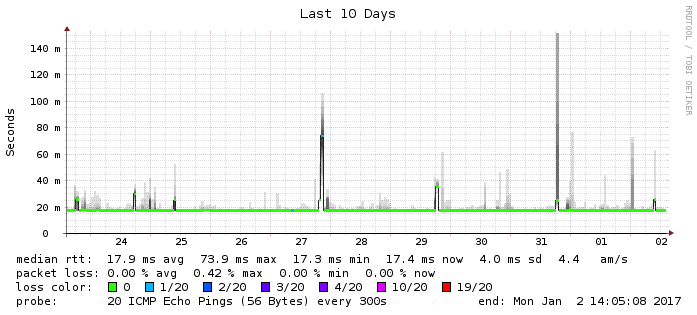 Last 10 Days
RRDTOOL / TOBI OETIKER
Seconds
140 m
120 m
100 m
80 m
60 m
40 m
20 m
0
24 25 26 27 28 29 30 31 01 02
median rtt: 17.9 ms avg 73.9 ms max 17.3 ms min 17.4 ms now 4.0 ms sd 4.4 am/s
packet loss: 0.00 % avg 0.42 % max 0.00 % min 0.00 % now
loss color: 0 1/20 2/20 3/20 4/20 10/20 19/20
probe: 20 ICMP Echo Pings (56 Bytes) every 300s end: Mon Jan 2 14:05:08 2017